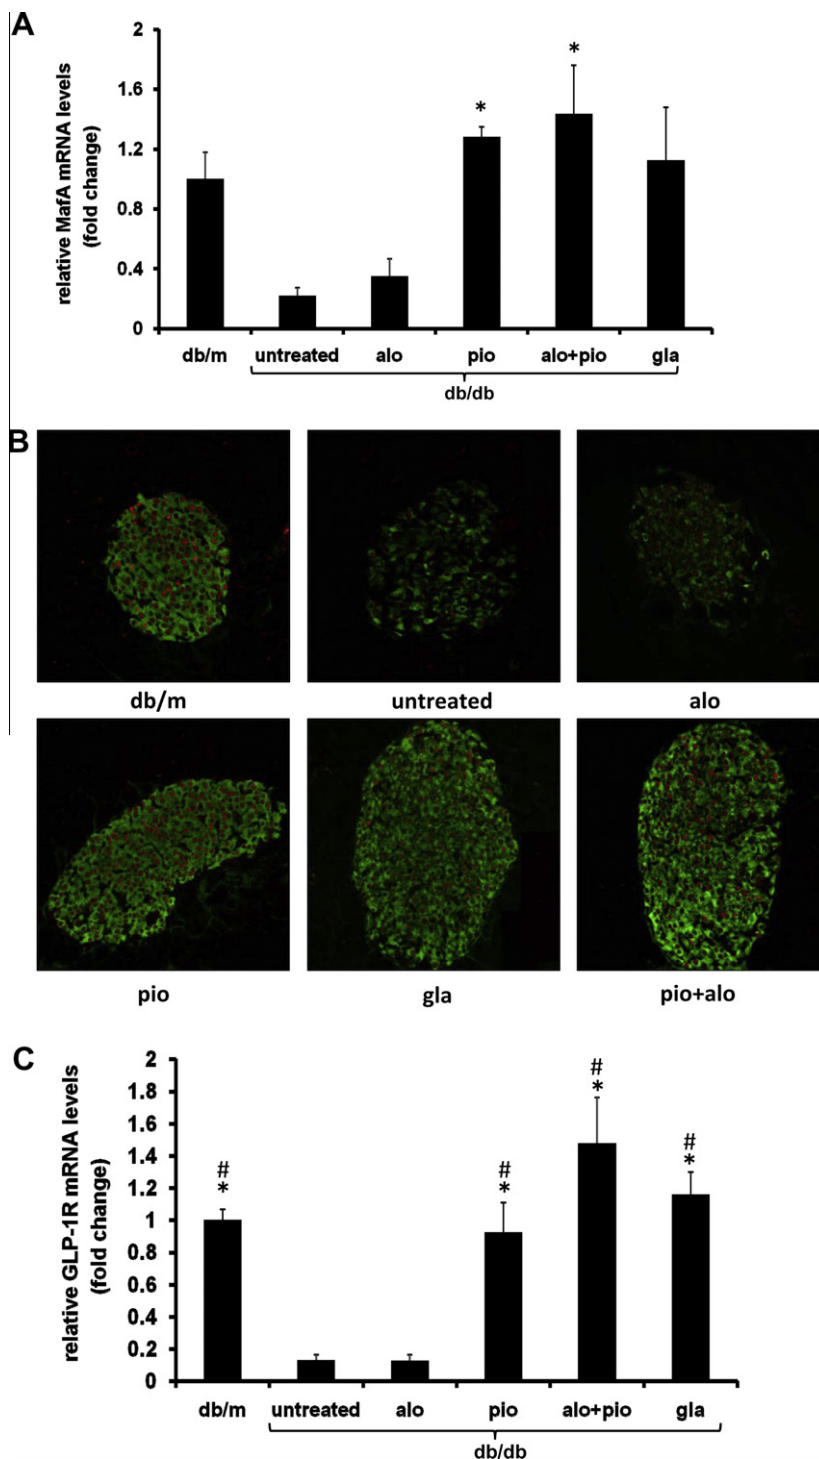 A
relative MafA mRNA levels
(fold change)
2
1.6
1.2
0.8
0.4
0
*
*
db/m untreated alo pio alo+pio gla
db/db
B
db/m untreated alo
pio gla pio+alo
C
relative GLP-1R mRNA levels
(fold change)
2
1.8
1.6
1.4
1.2
1
0.8
0.6
0.4
0.2
0
#
*
#
*
#
*
#
*
db/m untreated alo pio alo+pio gla
db/db